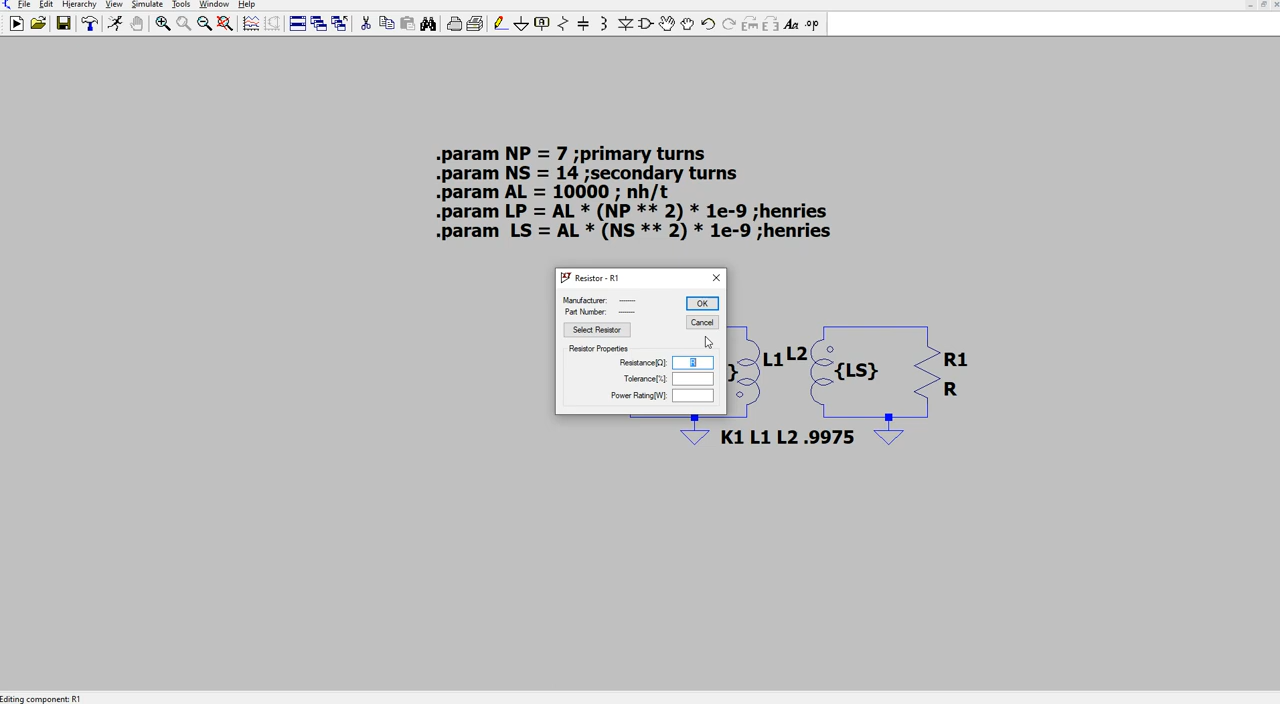 File Edit Hierarchy View Simulate Tools Window Help
.param NP = 7 ;primary turns
.param NS = 14 ;secondary turns
.param AL = 10000 ; nh/t
.param LP = AL * (NP ** 2) * 1e-9 ;henries
.param LS = AL * (NS ** 2) * 1e-9 ;henries
Resistor - R1
Manufacturer: --------
OK
Part Number: --------
Cancel
Select Resistor
Resistor Properties
Resistance[Ω]: R
Tolerance[%]:
Power Rating[W]:
} L1 L2 {LS} R1
R
K1 L1 L2 .9975
Editing component: R1